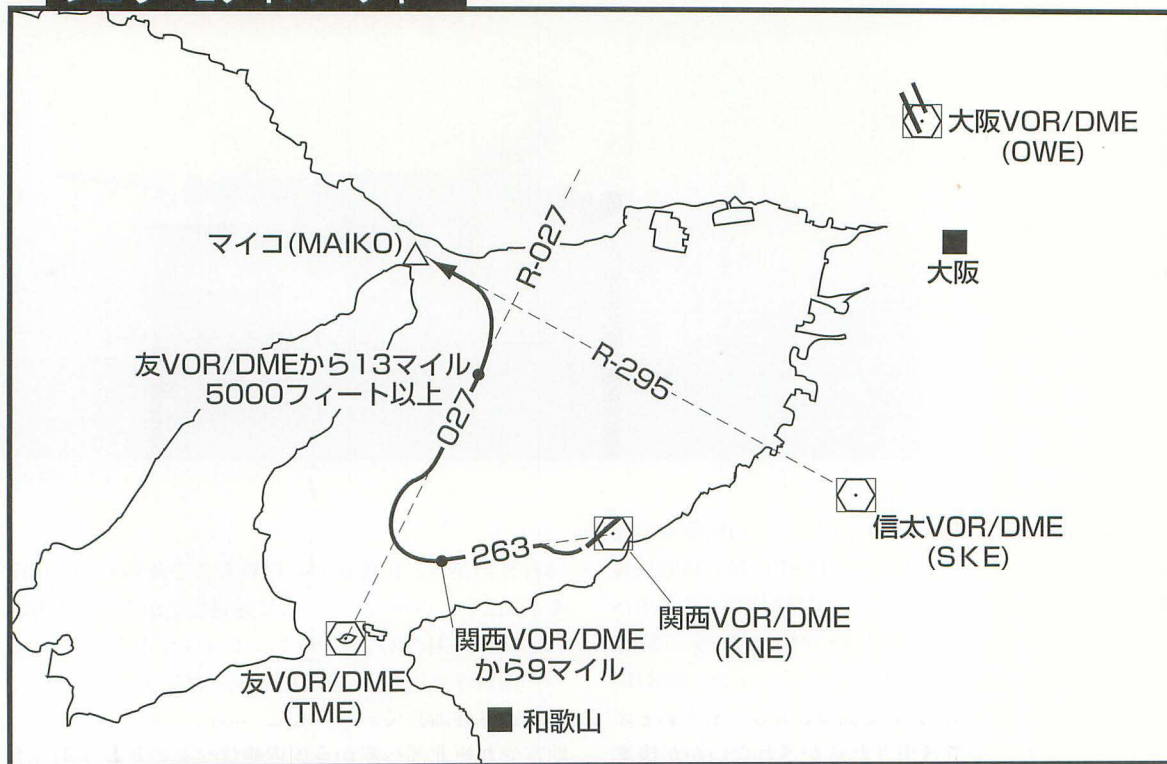 大阪VOR/DME
(OWE)
大阪
マイコ(MAIKO)
R-027
友VOR/DMEから13マイル
5000フィート以上
027
R-295
263
信太VOR/DME
(SKE)
関西VOR/DME
(KNE)
関西VOR/DME
から9マイル
友VOR/DME
(TME)
和歌山